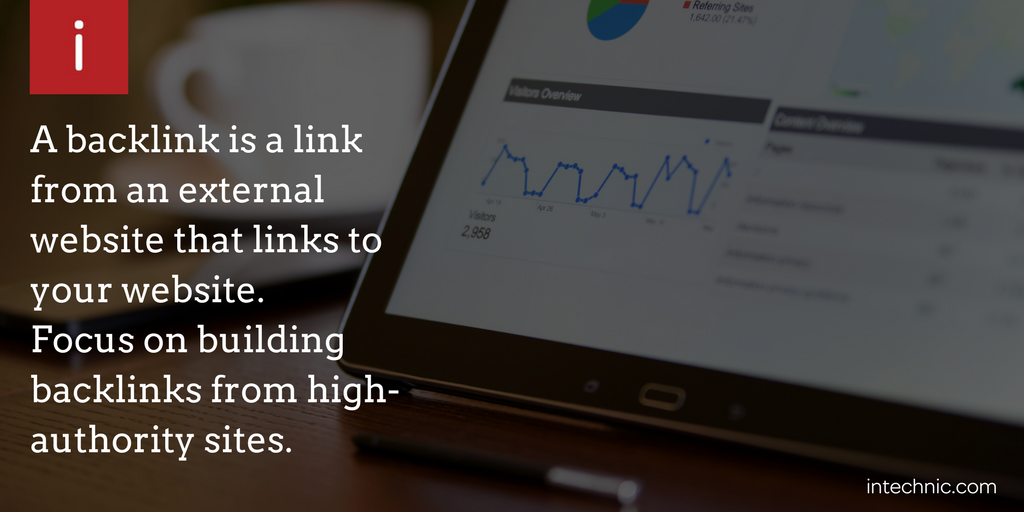 i
A backlink is a link
from an external
website that links to
your website.
Focus on building
backlinks from high-
authority sites.
Referring Sites
1,642.00 (21.47%)
Visitors Overview
Content Overview
Pages
Visitors
2,958
intechnic.com